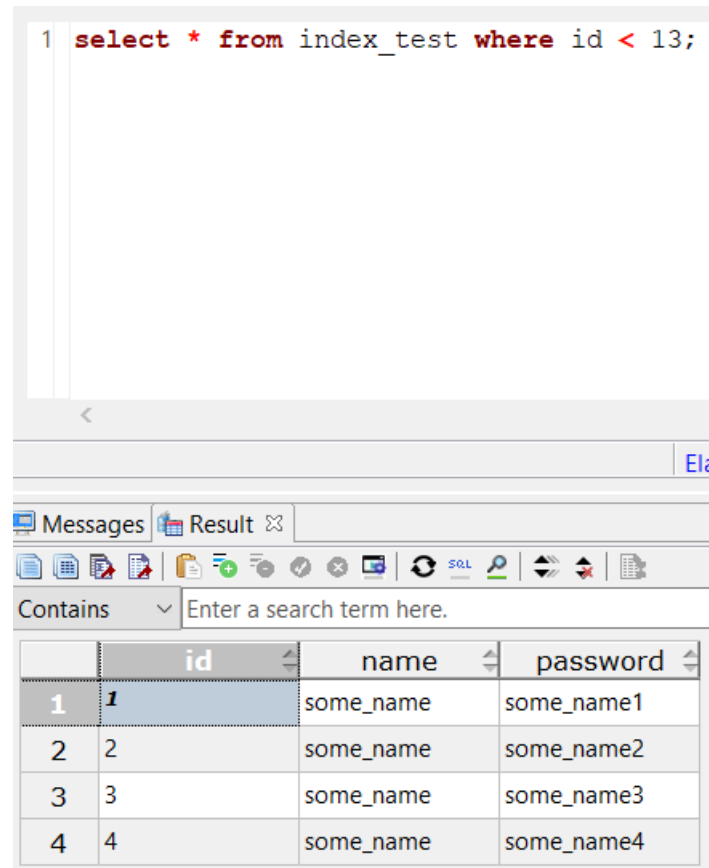 1 select * from index_test where id < 13;
Messages Result
SQL
Contains Enter a search term here.
id name password
1 1 some_name some_name1
2 2 some_name some_name2
3 3 some_name some_name3
4 4 some_name some_name4